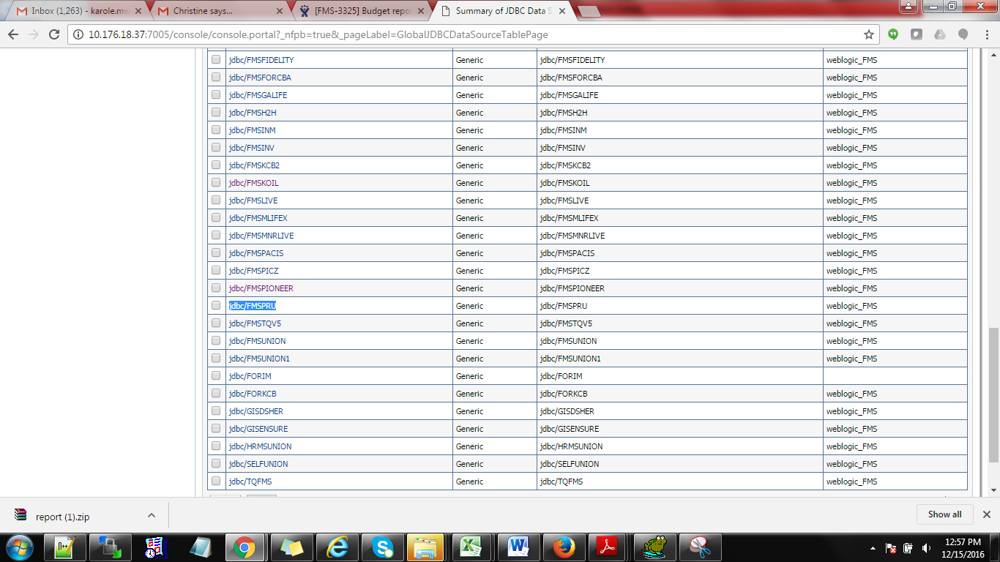 Inbox (1,263) - karole.mw
Christine says...
[FMS-3325] Budget repo
Summary of JDBC Data S
10.176.18.37:7005/console/console.portal?_nfpb=true&_pageLabel=GlobalJDBCDataSourceTablePage
jdbc/FMSFIDELITY Generic jdbc/FMSFIDELITY weblogic_FMS
jdbc/FMSFORCBA Generic jdbc/FMSFORCBA weblogic_FMS
jdbc/FMSGALIFE Generic jdbc/FMSGALIFE weblogic_FMS
jdbc/FMSH2H Generic jdbc/FMSH2H weblogic_FMS
jdbc/FMSINM Generic jdbc/FMSINM weblogic_FMS
jdbc/FMSINV Generic jdbc/FMSINV weblogic_FMS
jdbc/FMSKCB2 Generic jdbc/FMSKCB2 weblogic_FMS
jdbc/FMSKOIL Generic jdbc/FMSKOIL weblogic_FMS
jdbc/FMSLIVE Generic jdbc/FMSLIVE weblogic_FMS
jdbc/FMSMLIFEX Generic jdbc/FMSMLIFEX weblogic_FMS
jdbc/FMSMNRLIVE Generic jdbc/FMSMNRLIVE weblogic_FMS
jdbc/FMSPACIS Generic jdbc/FMSPACIS weblogic_FMS
jdbc/FMSPICZ Generic jdbc/FMSPICZ weblogic_FMS
jdbc/FMSPIONEER Generic jdbc/FMSPIONEER weblogic_FMS
jdbc/FMSPRU Generic jdbc/FMSPRU weblogic_FMS
jdbc/FMSTQV5 Generic jdbc/FMSTQV5 weblogic_FMS
jdbc/FMSUNION Generic jdbc/FMSUNION weblogic_FMS
jdbc/FMSUNION1 Generic jdbc/FMSUNION1 weblogic_FMS
jdbc/FORIM Generic jdbc/FORIM
jdbc/FORKCB Generic jdbc/FORKCB weblogic_FMS
jdbc/GISDSHER Generic jdbc/GISDSHER weblogic_FMS
jdbc/GISENSURE Generic jdbc/GISENSURE weblogic_FMS
jdbc/HRMSUNION Generic jdbc/HRMSUNION weblogic_FMS
jdbc/SELFUNION Generic jdbc/SELFUNION weblogic_FMS
jdbc/TQFMS Generic jdbc/TQFMS weblogic_FMS
report (1).zip
Show all
12:57 PM
12/15/2016